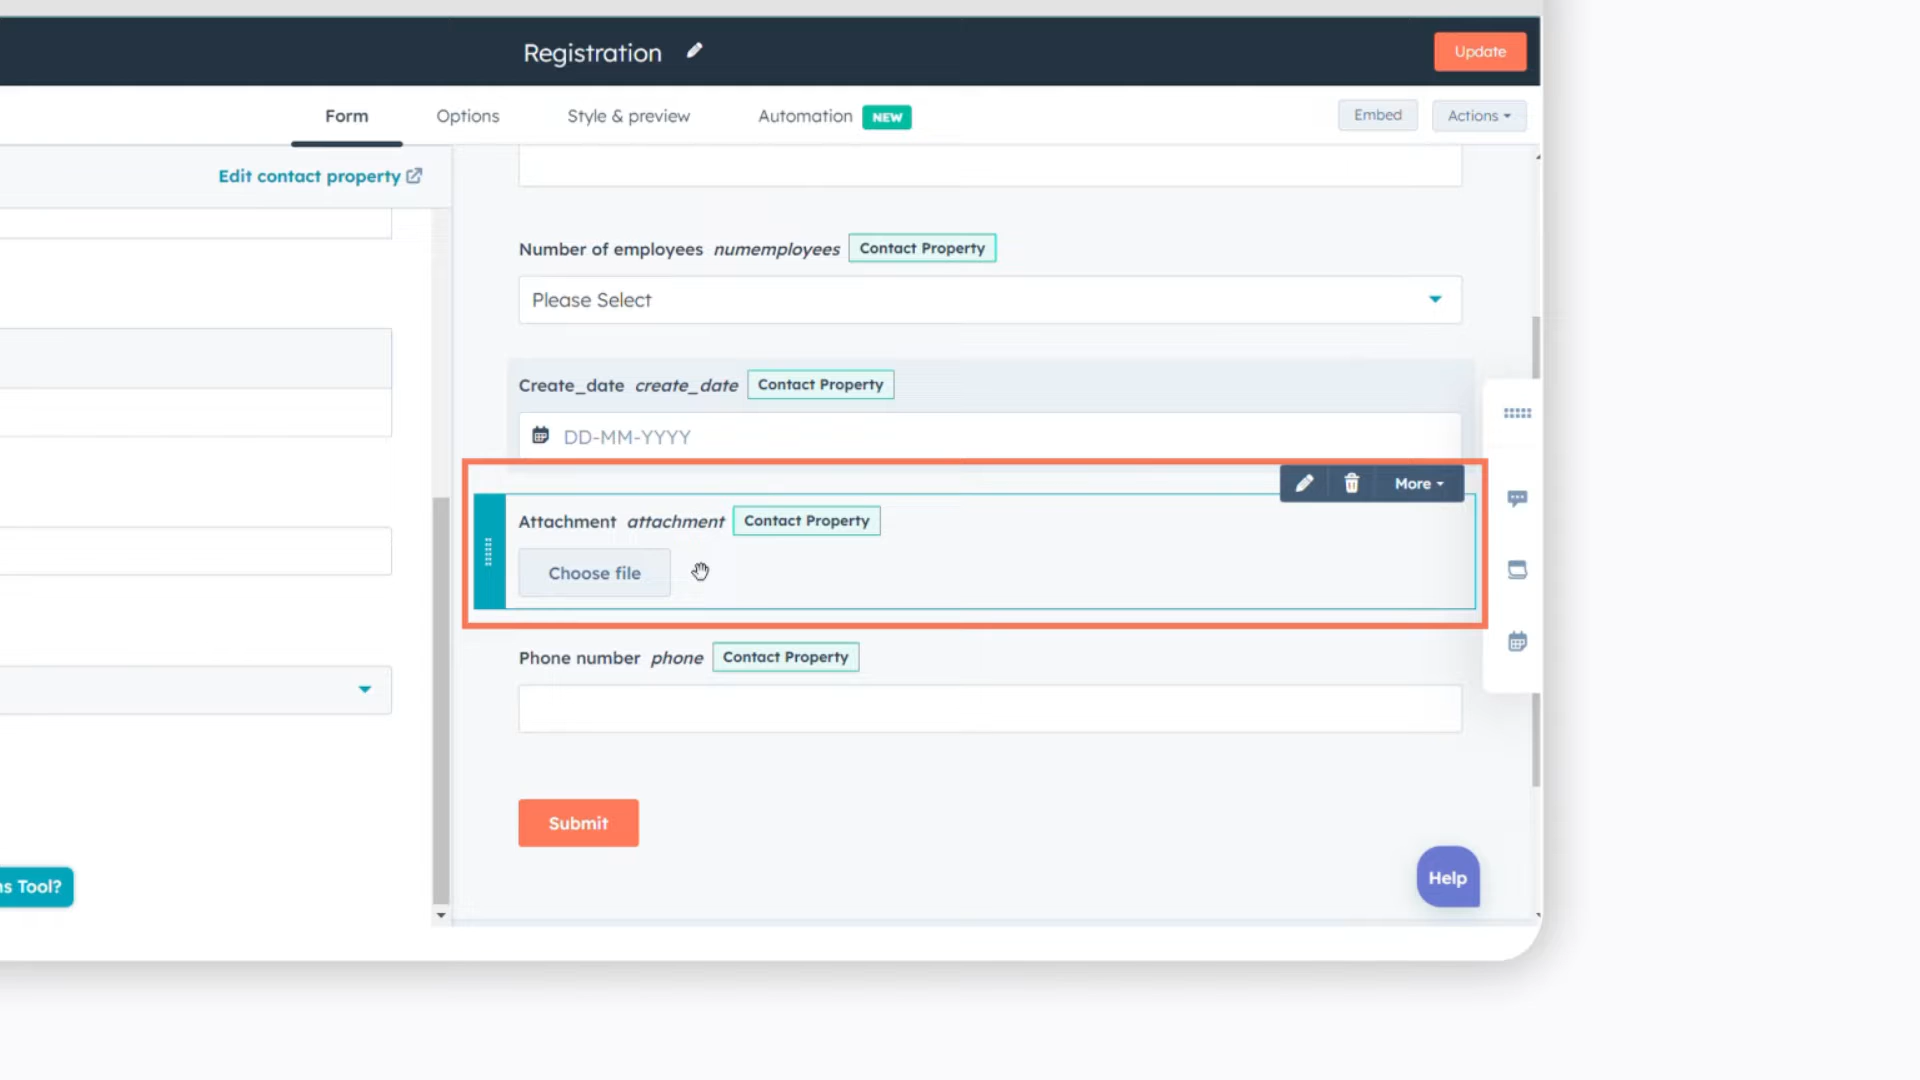 Registration
Update
Form
Options
Style & preview
Automation NEW
Embed
Actions
Edit contact property
Number of employees numemployees Contact Property
Please Select
Create_date create_date Contact Property
DD-MM-YYYY
More
Attachment attachment Contact Property
Choose file
Phone number phone Contact Property
Submit
Tool?
Help